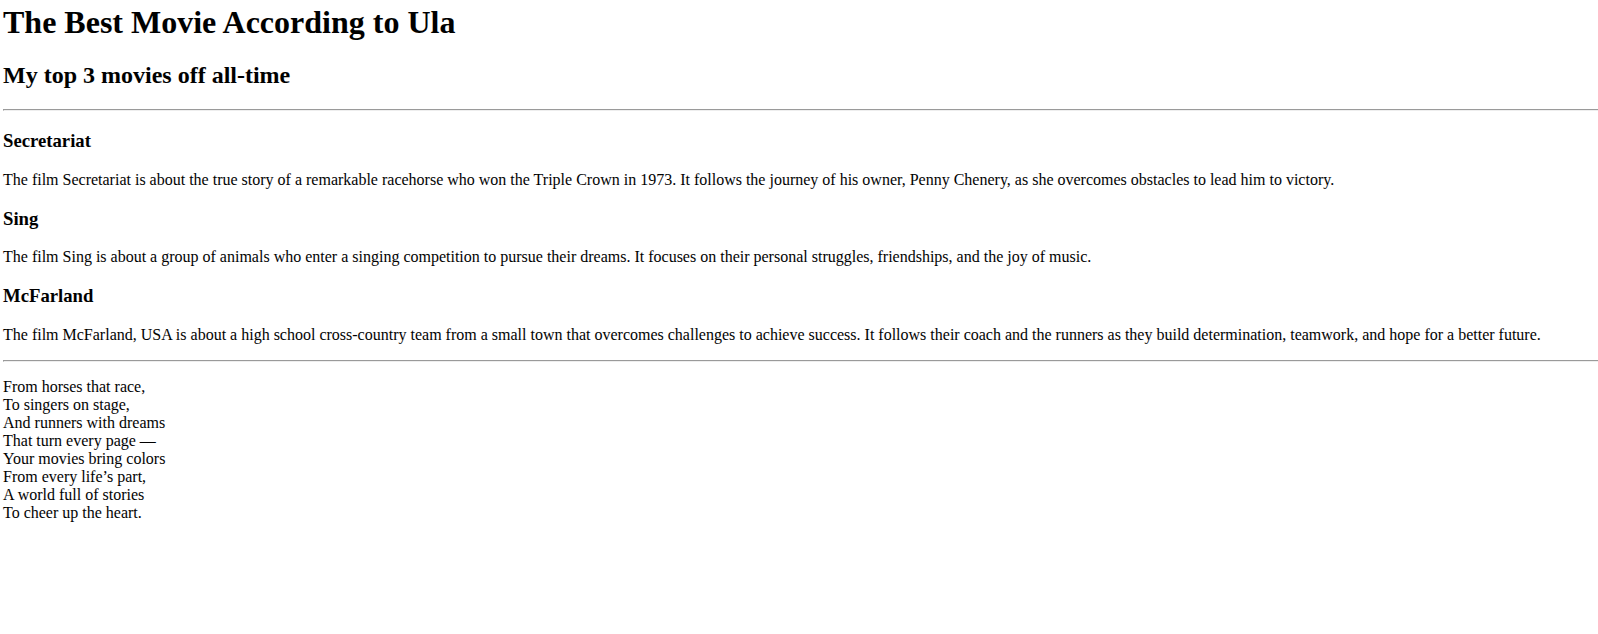 The Best Movie According to Ula
My top 3 movies off all-time
Secretariat
The film Secretariat is about the true story of a remarkable racehorse who won the Triple Crown in 1973. It follows the journey of his owner, Penny Chenery, as she overcomes obstacles to lead him to victory.
Sing
The film Sing is about a group of animals who enter a singing competition to pursue their dreams. It focuses on their personal struggles, friendships, and the joy of music.
McFarland
The film McFarland, USA is about a high school cross-country team from a small town that overcomes challenges to achieve success. It follows their coach and the runners as they build determination, teamwork, and hope for a better future.
From horses that race,
To singers on stage,
And runners with dreams
That turn every page —
Your movies bring colors
From every life’s part,
A world full of stories
To cheer up the heart.